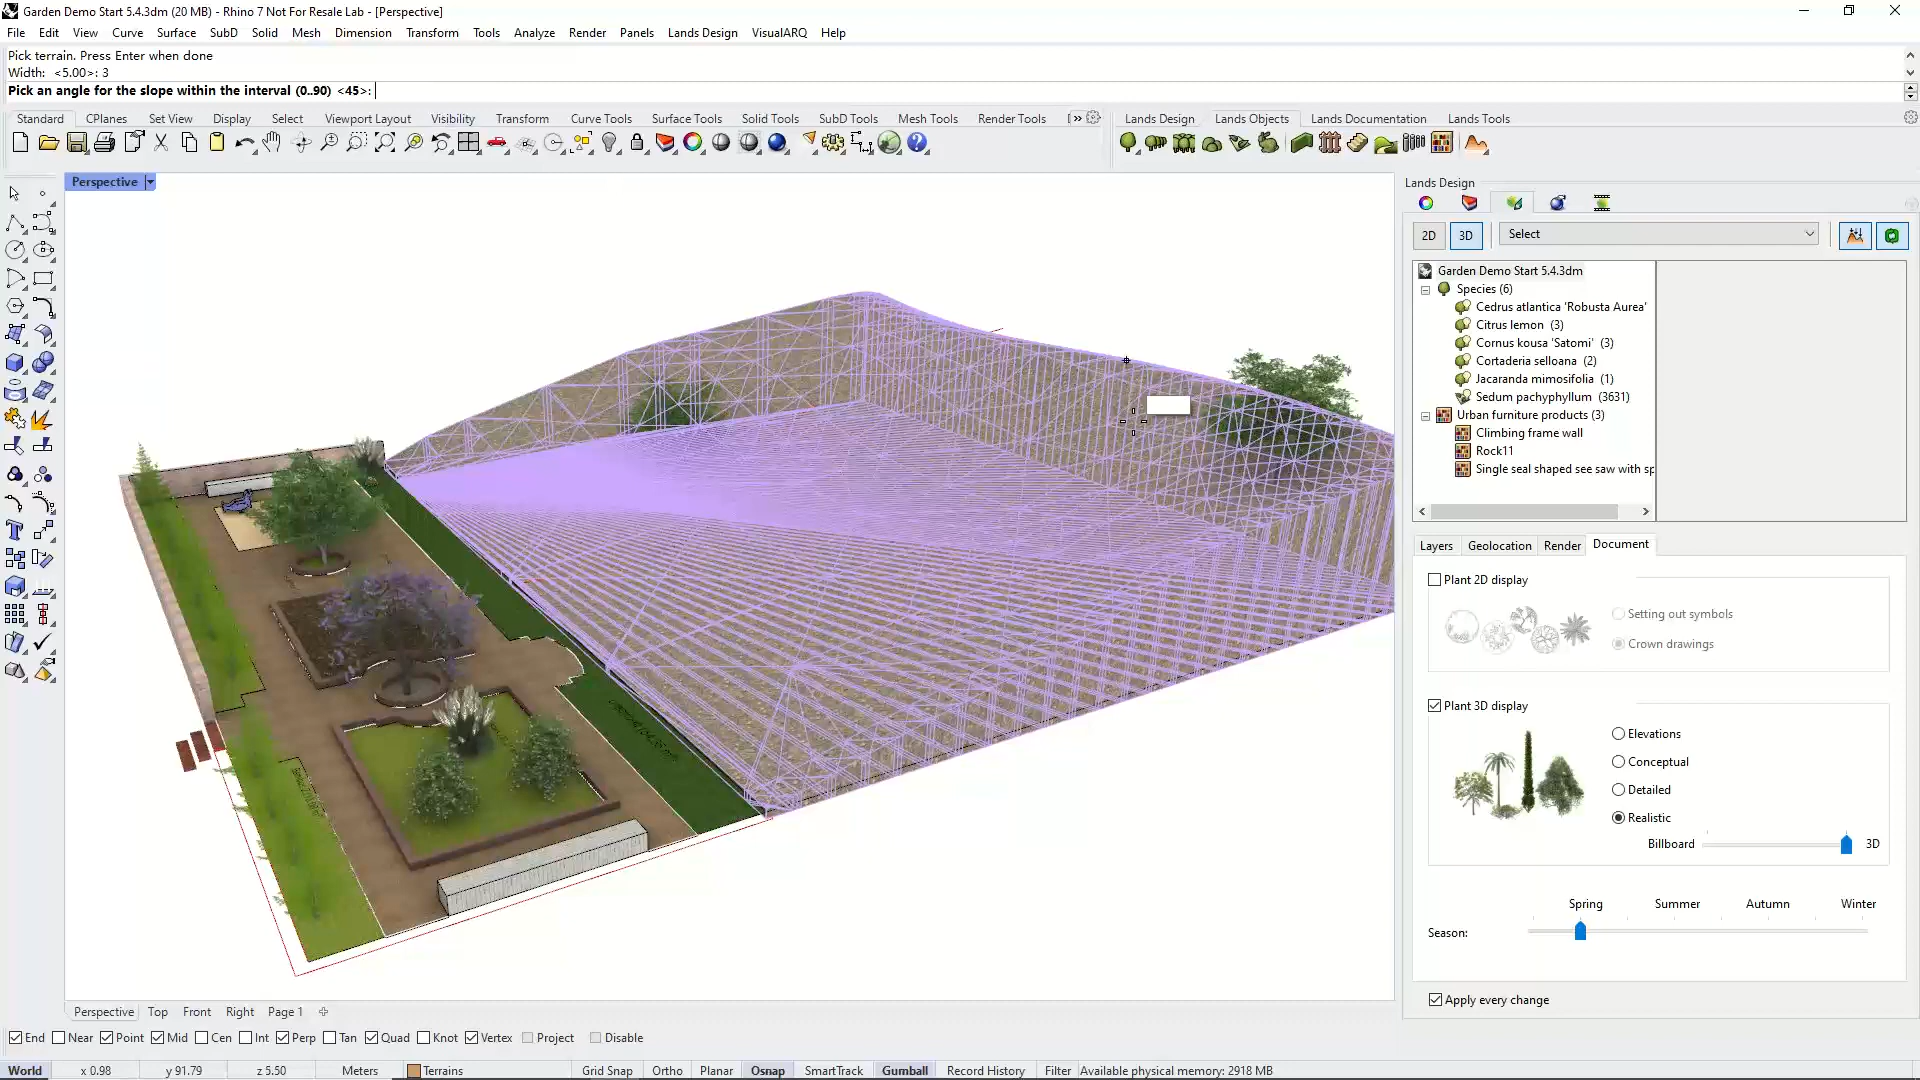 Garden Demo Start 5.4.3dm (20 MB) - Rhino 7 Not For Resale Lab - [Perspective]
File Edit View Curve Surface SubD Solid Mesh Dimension Transform Tools Analyze Render Panels Lands Design VisualARQ Help
Pick terrain. Press Enter when done
Width: <5.00>: 3
Pick an angle for the slope within the interval (0..90) <45>:
Standard CPlanes Set View Display Select Viewport Layout Visibility Transform Curve Tools Surface Tools Solid Tools SubD Tools Mesh Tools Render Tools
Lands Design Lands Objects Lands Documentation Lands Tools
Perspective
Lands Design
2D 3D Select
Garden Demo Start 5.4.3dm
Species (6)
Cedrus atlantica 'Robusta Aurea'
Citrus lemon (3)
Cornus kousa 'Satomi' (3)
Cortaderia selloana (2)
Jacaranda mimosifolia (1)
Sedum pachyphyllum (3631)
Urban furniture products (3)
Climbing frame wall
Rock11
Single seal shaped see saw with sp
Layers Geolocation Render Document
Plant 2D display
Setting out symbols
Crown drawings
Plant 3D display
Elevations
Conceptual
Detailed
Realistic
Billboard 3D
Spring Summer Autumn Winter
Season:
Apply every change
Perspective Top Front Right Page 1
End Near Point Mid Cen Int Perp Tan Quad Knot Vertex Project Disable
World x 0.98 y 91.79 z 5.50 Meters Terrains Grid Snap Ortho Planar Osnap SmartTrack Gumball Record History Filter Available physical memory: 2918 MB